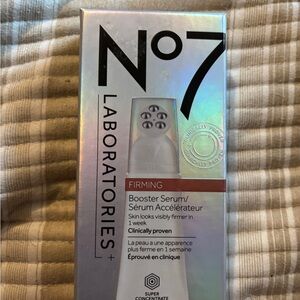 No7
LABORATORIES+
FIRMING
Booster Serum/
Sérum Accélérateur
Skin looks visibly firmer in
1 week
Clinically proven
La peau a une apparence
plus ferme en 1 semaine
Éprouvé en clinique
SUPER
CONCENTRATE